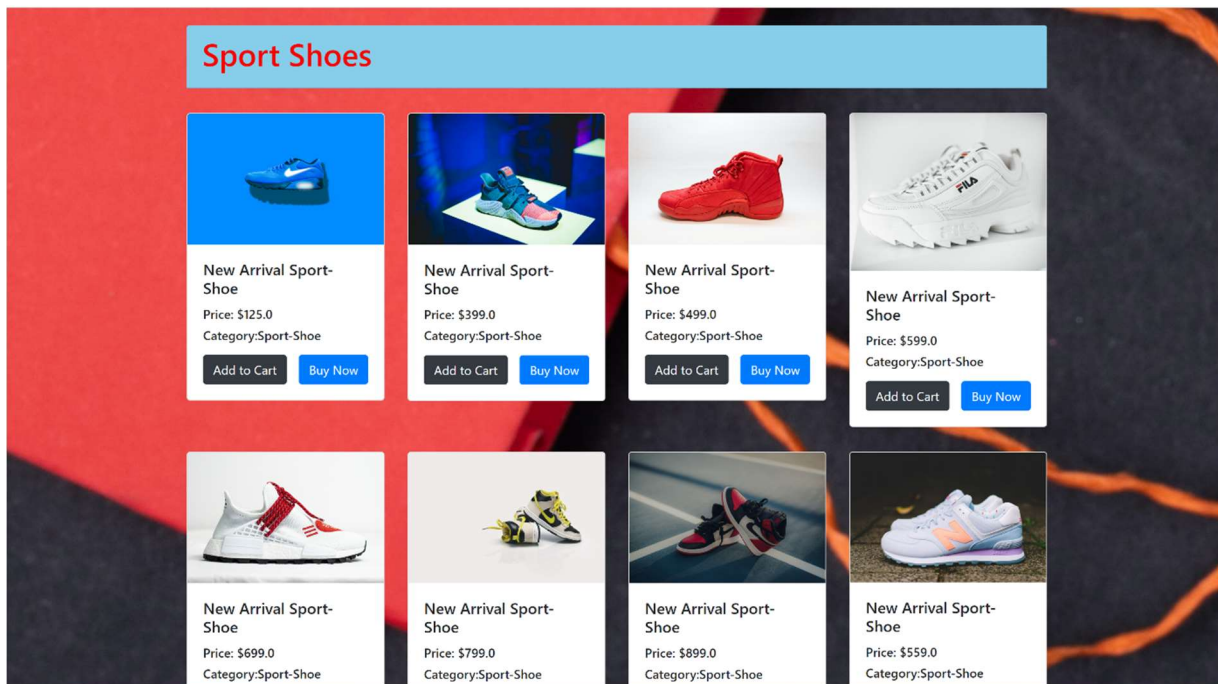 Sport Shoes
New Arrival Sport-
Shoe
Price: $125.0
Category:Sport-Shoe
Add to Cart
Buy Now
New Arrival Sport-
Shoe
Price: $399.0
Category:Sport-Shoe
Add to Cart
Buy Now
New Arrival Sport-
Shoe
Price: $499.0
Category:Sport-Shoe
Add to Cart
Buy Now
FILA
New Arrival Sport-
Shoe
Price: $599.0
Category:Sport-Shoe
Add to Cart
Buy Now
New Arrival Sport-
Shoe
Price: $699.0
Category:Sport-Shoe
New Arrival Sport-
Shoe
Price: $799.0
Category:Sport-Shoe
New Arrival Sport-
Shoe
Price: $899.0
Category:Sport-Shoe
N
New Arrival Sport-
Shoe
Price: $559.0
Category:Sport-Shoe